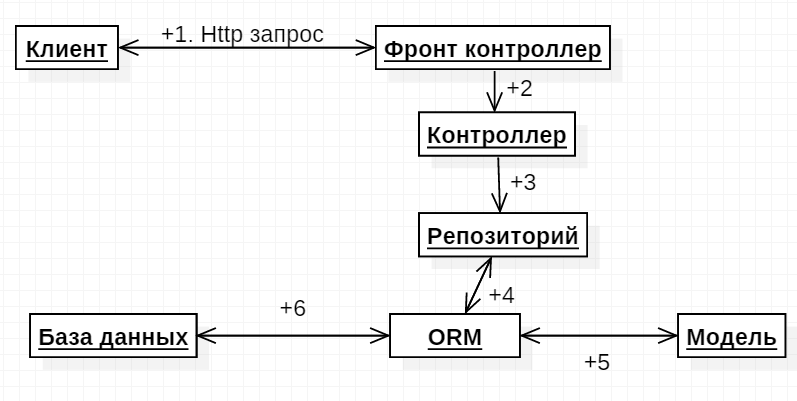 +1. Http запрос
Клиент
Фронт контроллер
+2
Контроллер
+3
Репозиторий
+4
+6
База данных
ORM
Модель
+5